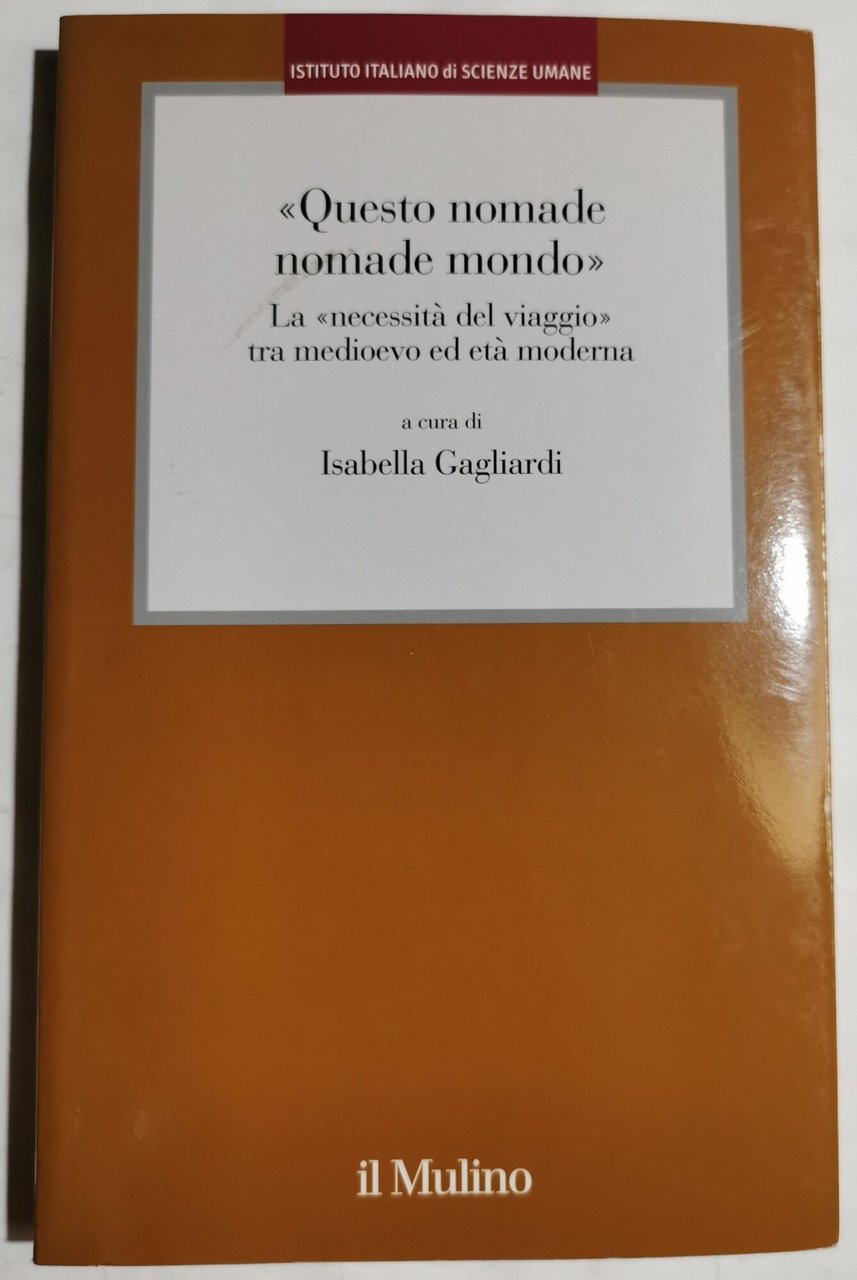 ISTITUTO ITALIANO di SCIENZE UMANE
«Questo nomade
nomade mondo»
La «necessità del viaggio»
tra medioevo ed età moderna
a cura di
Isabella Gagliardi
il Mulino